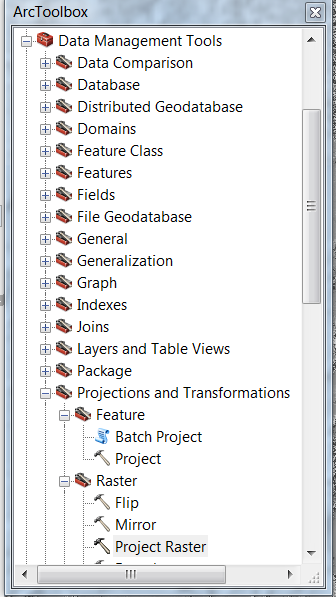 ArcToolbox
Data Management Tools
Data Comparison
Database
Distributed Geodatabase
Domains
Feature Class
Features
Fields
File Geodatabase
General
Generalization
Graph
Indexes
Joins
Layers and Table Views
Package
Projections and Transformations
Feature
Batch Project
Project
Raster
Flip
Mirror
Project Raster